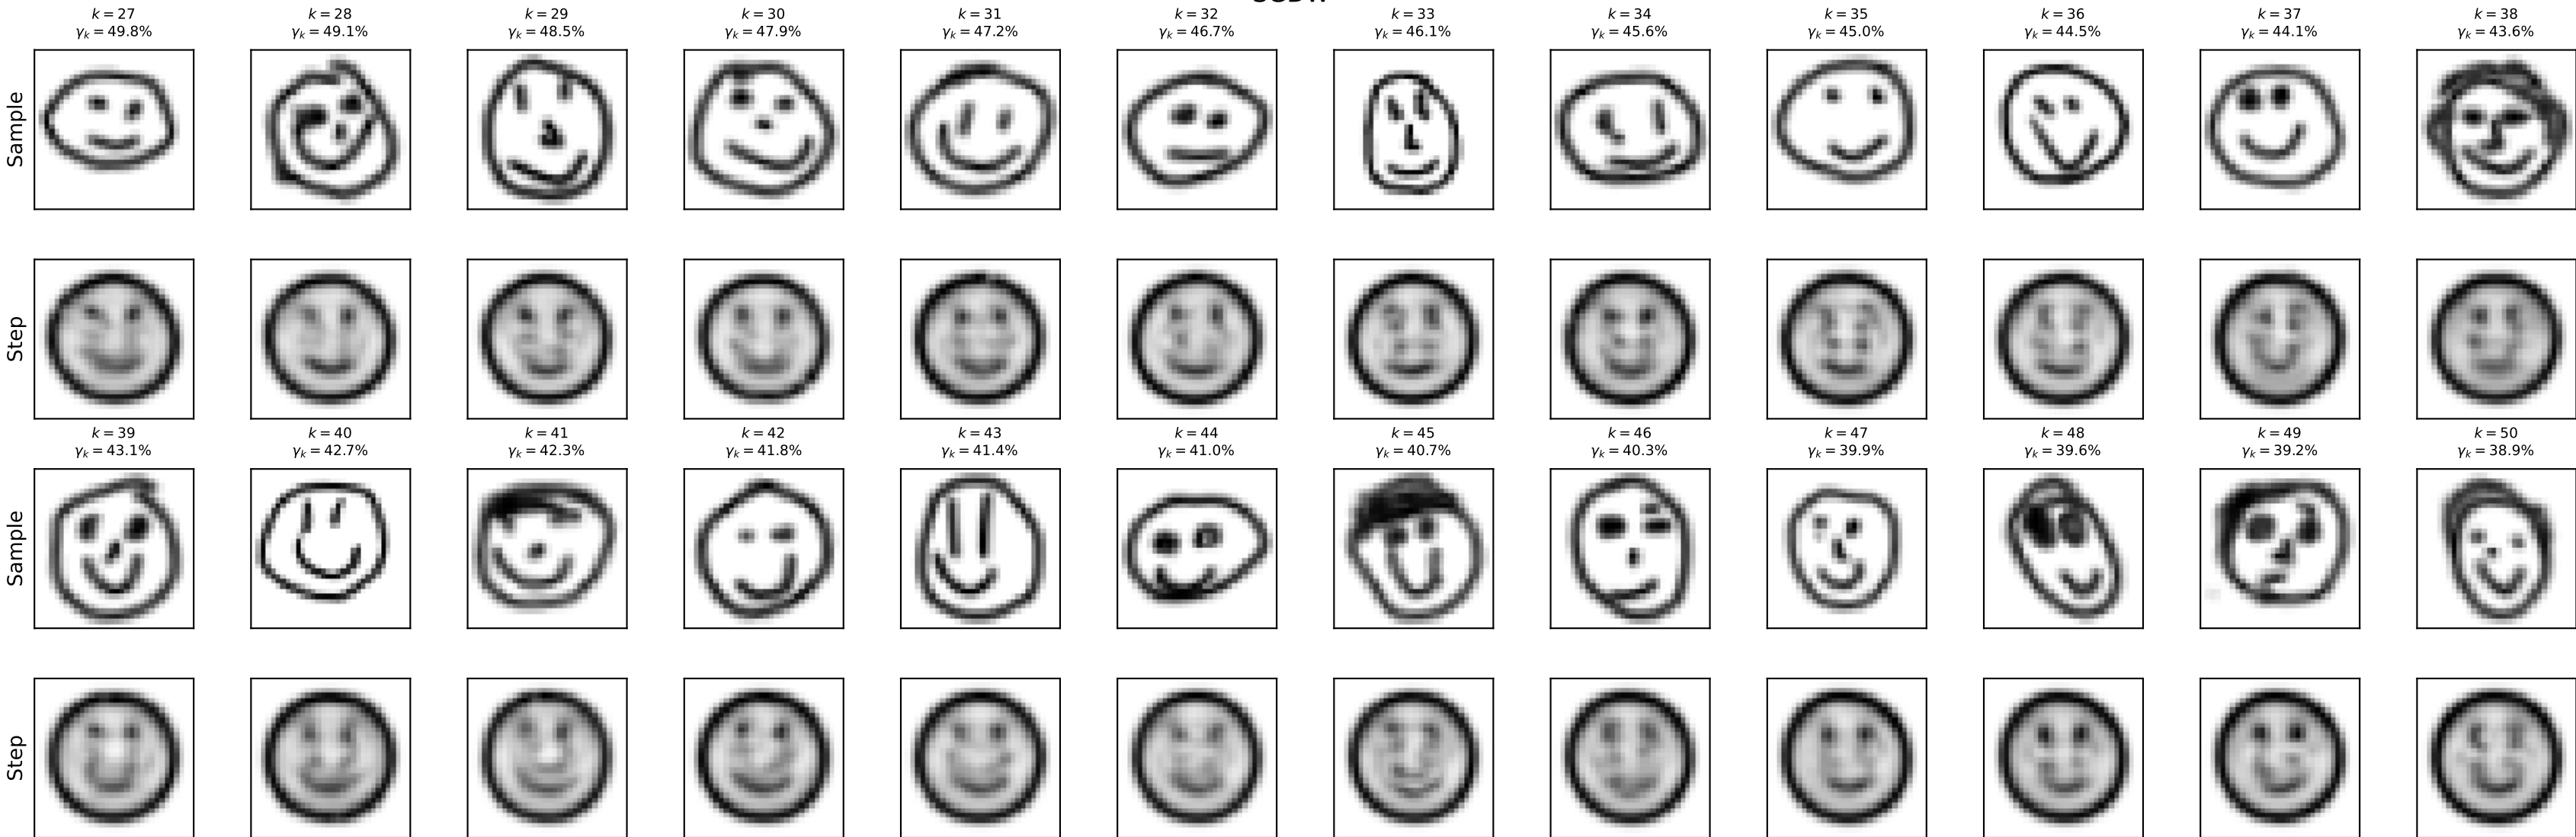 k = 27 k = 28 k = 29 k = 30 k = 31 k = 32 k = 33 k = 34 k = 35 k = 36 k = 37 k = 38
γk = 49.8% γk = 49.1% γk = 48.5% γk = 47.9% γk = 47.2% γk = 46.7% γk = 46.1% γk = 45.6% γk = 45.0% γk = 44.5% γk = 44.1% γk = 43.6%
Sample
Step
k = 39 k = 40 k = 41 k = 42 k = 43 k = 44 k = 45 k = 46 k = 47 k = 48 k = 49 k = 50
γk = 43.1% γk = 42.7% γk = 42.3% γk = 41.8% γk = 41.4% γk = 41.0% γk = 40.7% γk = 40.3% γk = 39.9% γk = 39.6% γk = 39.2% γk = 38.9%
Sample
Step